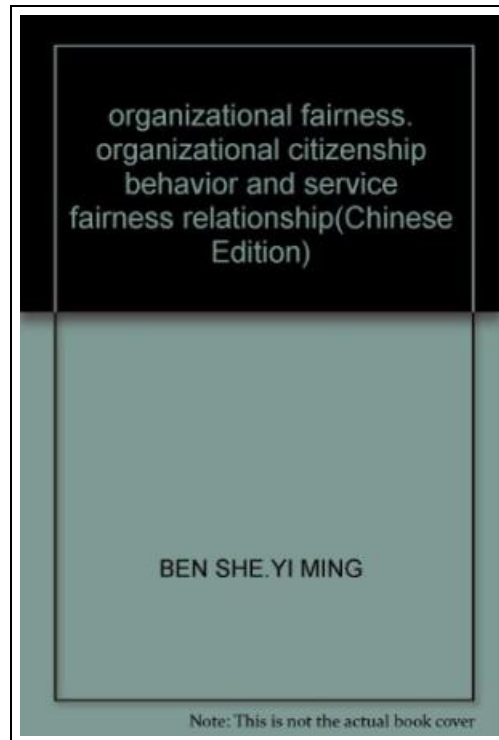 organizational fairness.
organizational citizenship
behavior and service
fairness relationship(Chinese
Edition)
BEN SHE.YI MING
Note: This is not the actual book cover